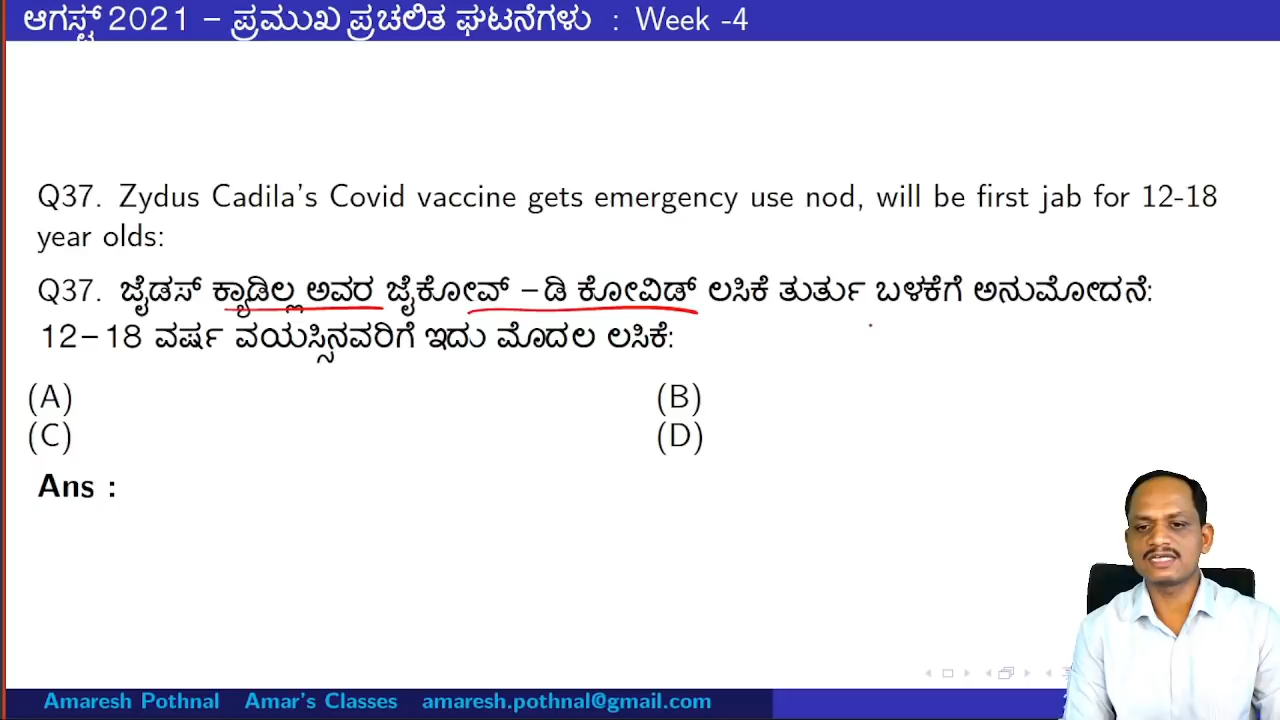 ಆಗಸ್ಟ್ 2021 – ಪ್ರಮುಖ ಪ್ರಚಲಿತ ಘಟನೆಗಳು : Week -4
Q37. Zydus Cadila's Covid vaccine gets emergency use nod, will be first jab for 12-18
year olds:
Q37. ಜೈಡಸ್ ಕ್ಯಾಡಿಲ್ಲ ಅವರ ಜೈಕೋವ್ –ಡಿ ಕೋವಿಡ್ ಲಸಿಕೆ ತುರ್ತು ಬಳಕೆಗೆ ಅನುಮೋದನೆ:
12–18 ವರ್ಷ ವಯಸ್ಸಿನವರಿಗೆ ಇದು ಮೊದಲ ಲಸಿಕೆ:
(A) (B)
(C) (D)
Ans :
Amaresh Pothnal Amar's Classes amaresh.pothnal@gmail.com